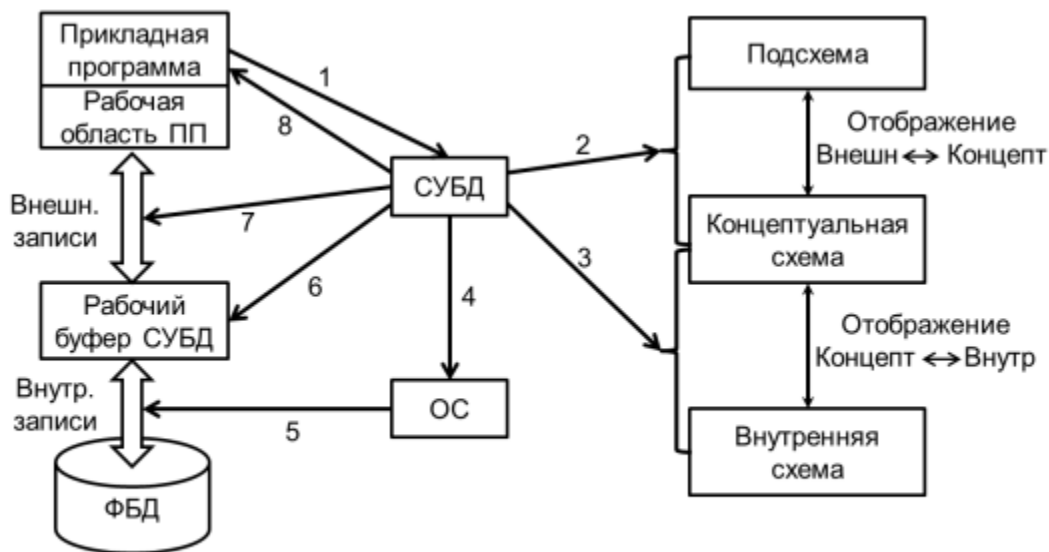 Прикладная
программа
Рабочая
область ПП
1
8
2
СУБД
Подсхема
Отображение
Внешн ↔ Концепт
Внешн.
записи
7
6
4
3
Концептуальная
схема
Рабочий
буфер СУБД
Отображение
Концепт ↔ Внутр
Внутр.
записи
5
ОС
Внутренняя
схема
ФБД